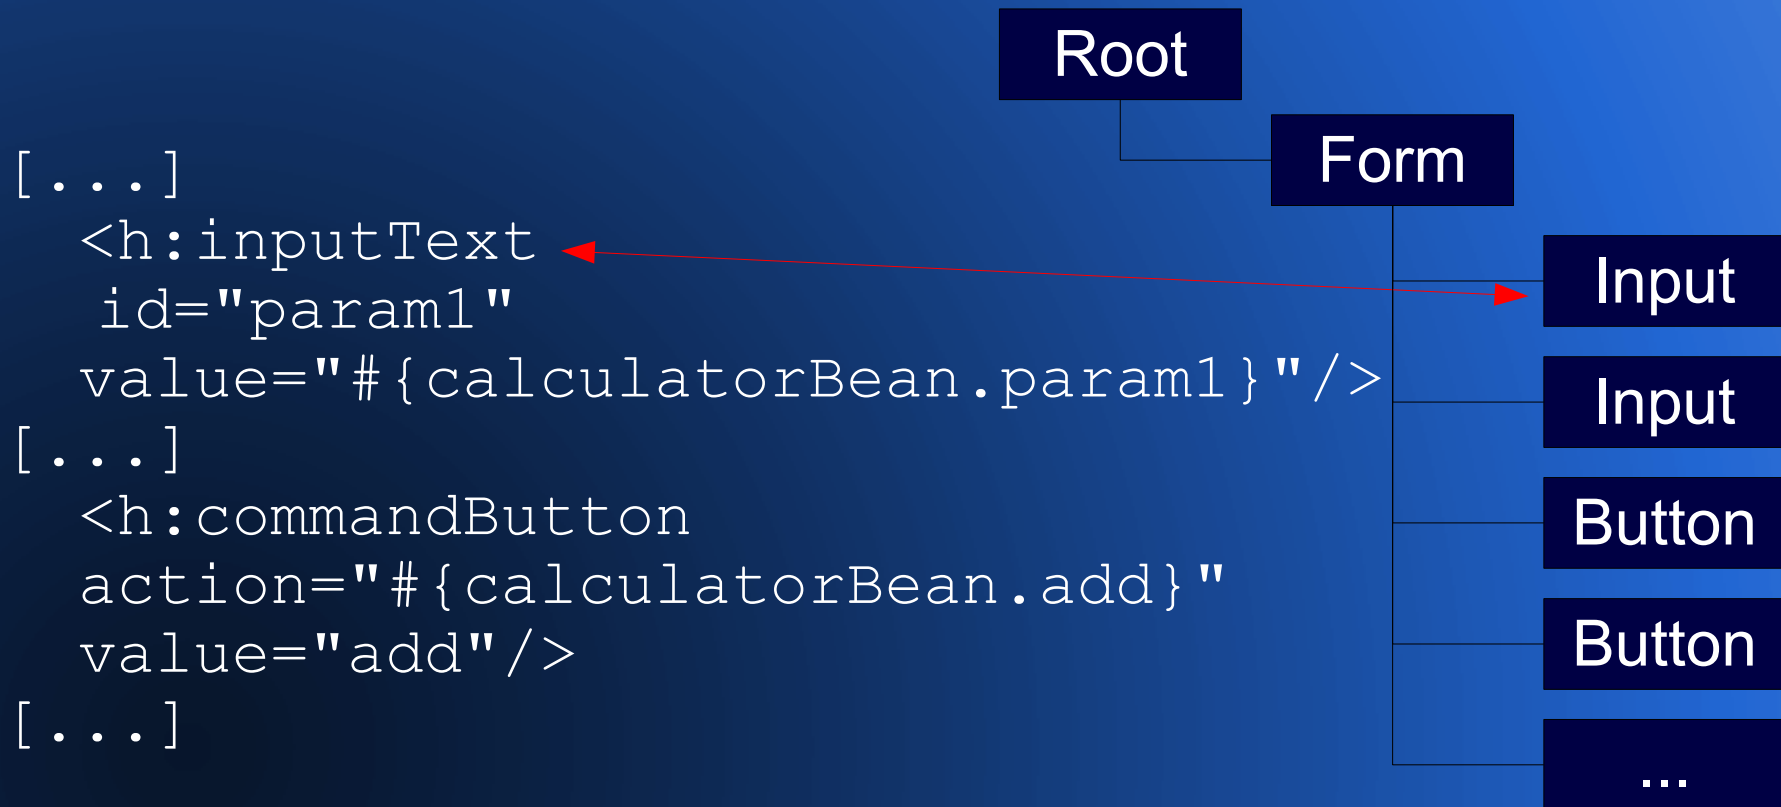 Root
Form
Input
Input
Button
Button
...
[...]
<h:inputText
id="param1"
value="#{calculatorBean.param1}"/>
[...]
<h:commandButton
action="#{calculatorBean.add}"
value="add"/>
[...]